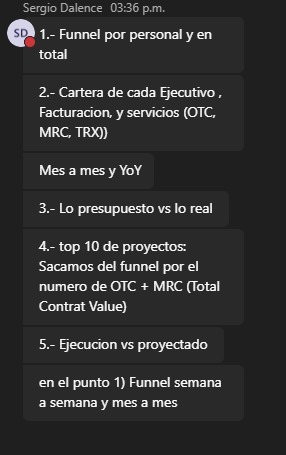 Sergio Dalence 03:36 p.m.
SD
1.- Funnel por personal y en
total
2.- Cartera de cada Ejecutivo ,
Facturacion, y servicios (OTC,
MRC, TRX))
Mes a mes y YoY
3.- Lo presupuesto vs lo real
4.- top 10 de proyectos:
Sacamos del funnel por el
numero de OTC + MRC (Total
Contrat Value)
5.- Ejecucion vs proyectado
en el punto 1) Funnel semana
a semana y mes a mes